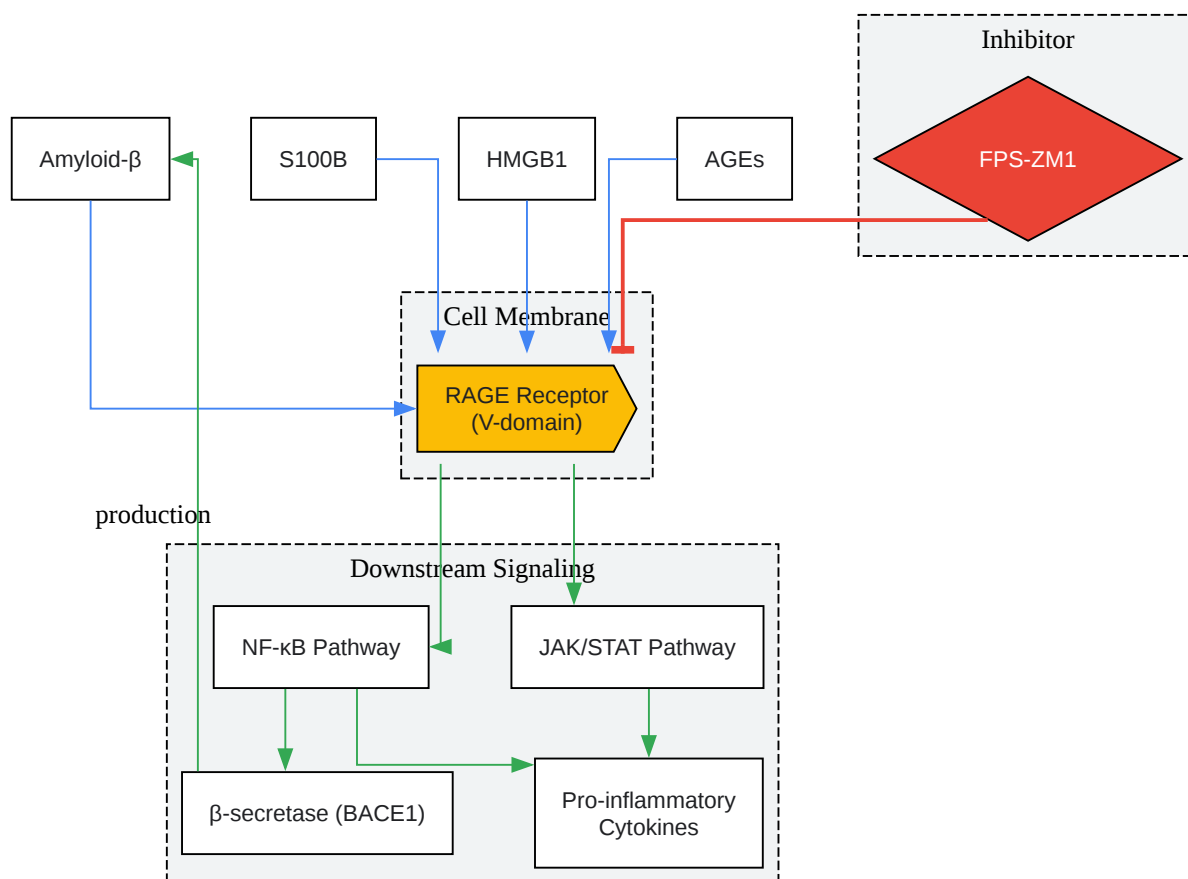 Inhibitor
Amyloid-β
S100B
HMGB1
AGEs
FPS-ZM1
Cell Membrane
RAGE Receptor
(V-domain)
production
Downstream Signaling
NF-κB Pathway
JAK/STAT Pathway
β-secretase (BACE1)
Pro-inflammatory
Cytokines